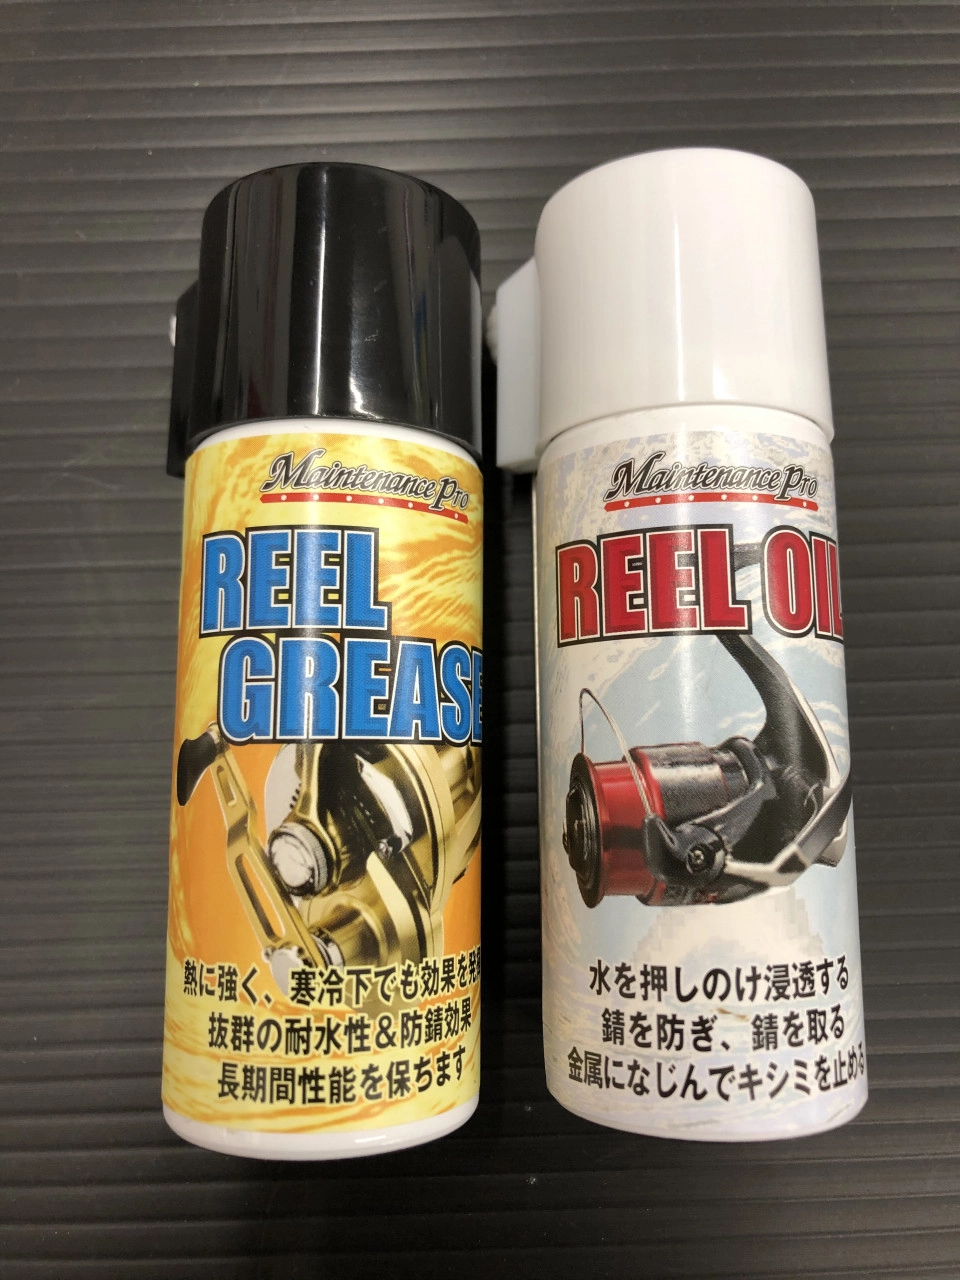 Maintenance Pro
REEL
GREASE
熱に強く、寒冷下でも効果を発
抜群の耐水性＆防錆効果
長期間性能を保ちます
Maintenance Pro
REEL OIL
水を押しのけ浸透する
錆を防ぎ、錆を取る
金属になじんでキシミを止める